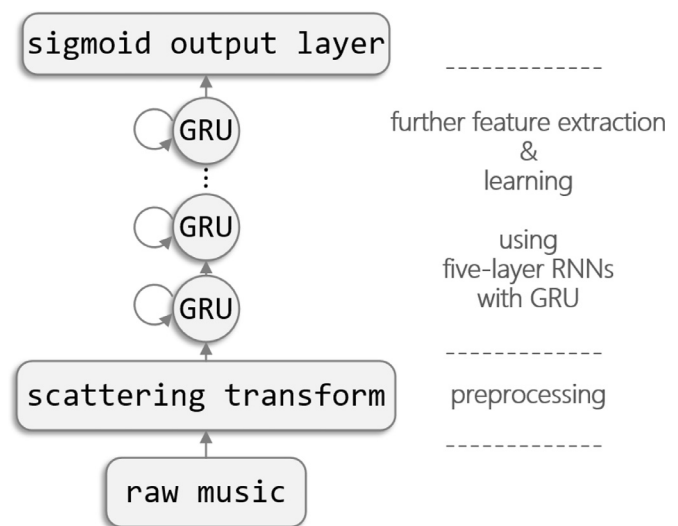 sigmoid output layer
GRU
further feature extraction
&
learning
GRU
using
five-layer RNNs
with GRU
GRU
scattering transform
preprocessing
raw music